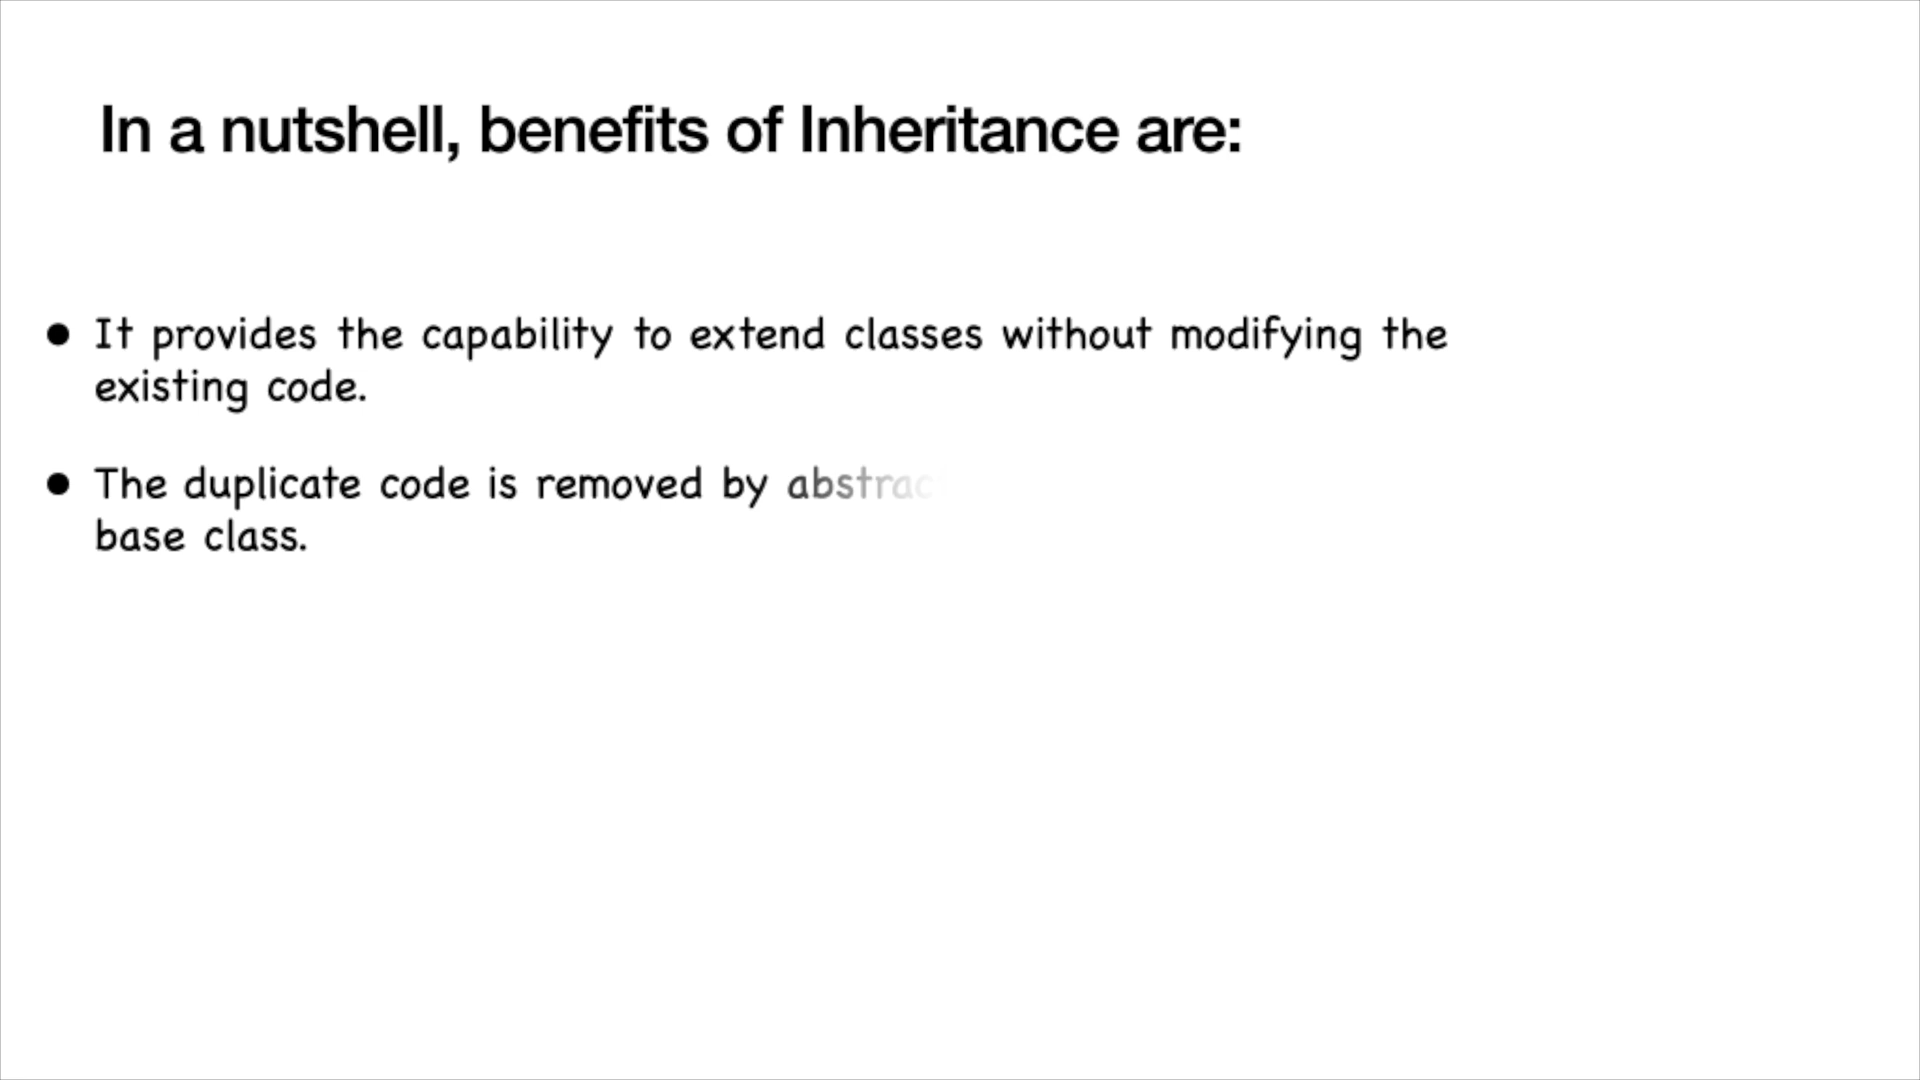 In a nutshell, benefits of Inheritance are:
• It provides the capability to extend classes without modifying the
existing code.
• The duplicate code is removed by abstrac
base class.